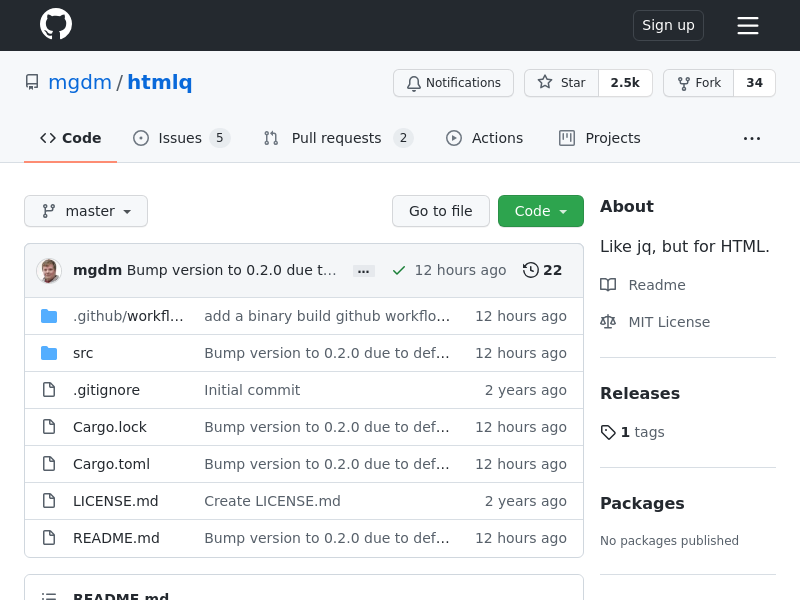 Sign up
mgdm / htmlq
Notifications
Star 2.5k
Fork 34
Code
Issues 5
Pull requests 2
Actions
Projects
master
Go to file
Code
mgdm Bump version to 0.2.0 due to t… 12 hours ago 22
.github/workfl… add a binary build github workflo… 12 hours ago
src Bump version to 0.2.0 due to def… 12 hours ago
.gitignore Initial commit 2 years ago
Cargo.lock Bump version to 0.2.0 due to def… 12 hours ago
Cargo.toml Bump version to 0.2.0 due to def… 12 hours ago
LICENSE.md Create LICENSE.md 2 years ago
README.md Bump version to 0.2.0 due to def… 12 hours ago
README.md
About
Like jq, but for HTML.
Readme
MIT License
Releases
1 tags
Packages
No packages published